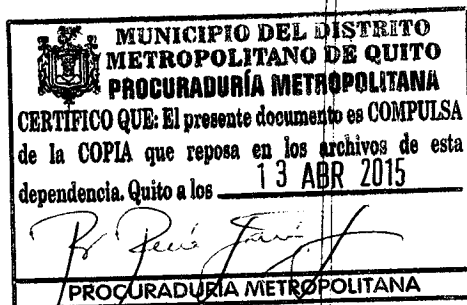 MUNICIPIO DEL DISTRITO
METROPOLITANO DE QUITO
PROCURADURÍA METROPOLITANA
CERTIFICO QUE: El presente documento es COMPULSA
de la COPIA que reposa en los archivos de esta
dependencia. Quito a los 13 ABR 2015
PROCURADURÍA METROPOLITANA